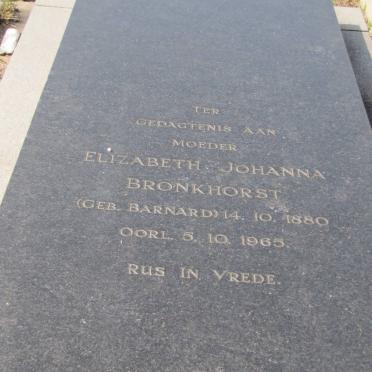 TER
GEDAGTENIS AAN
MOEDER
ELIZABETH JOHANNA
BRONKHORST
(GEB. BARNARD) 14. 10. 1880
OORL. 5. 10. 1965.
RUS IN VREDE.